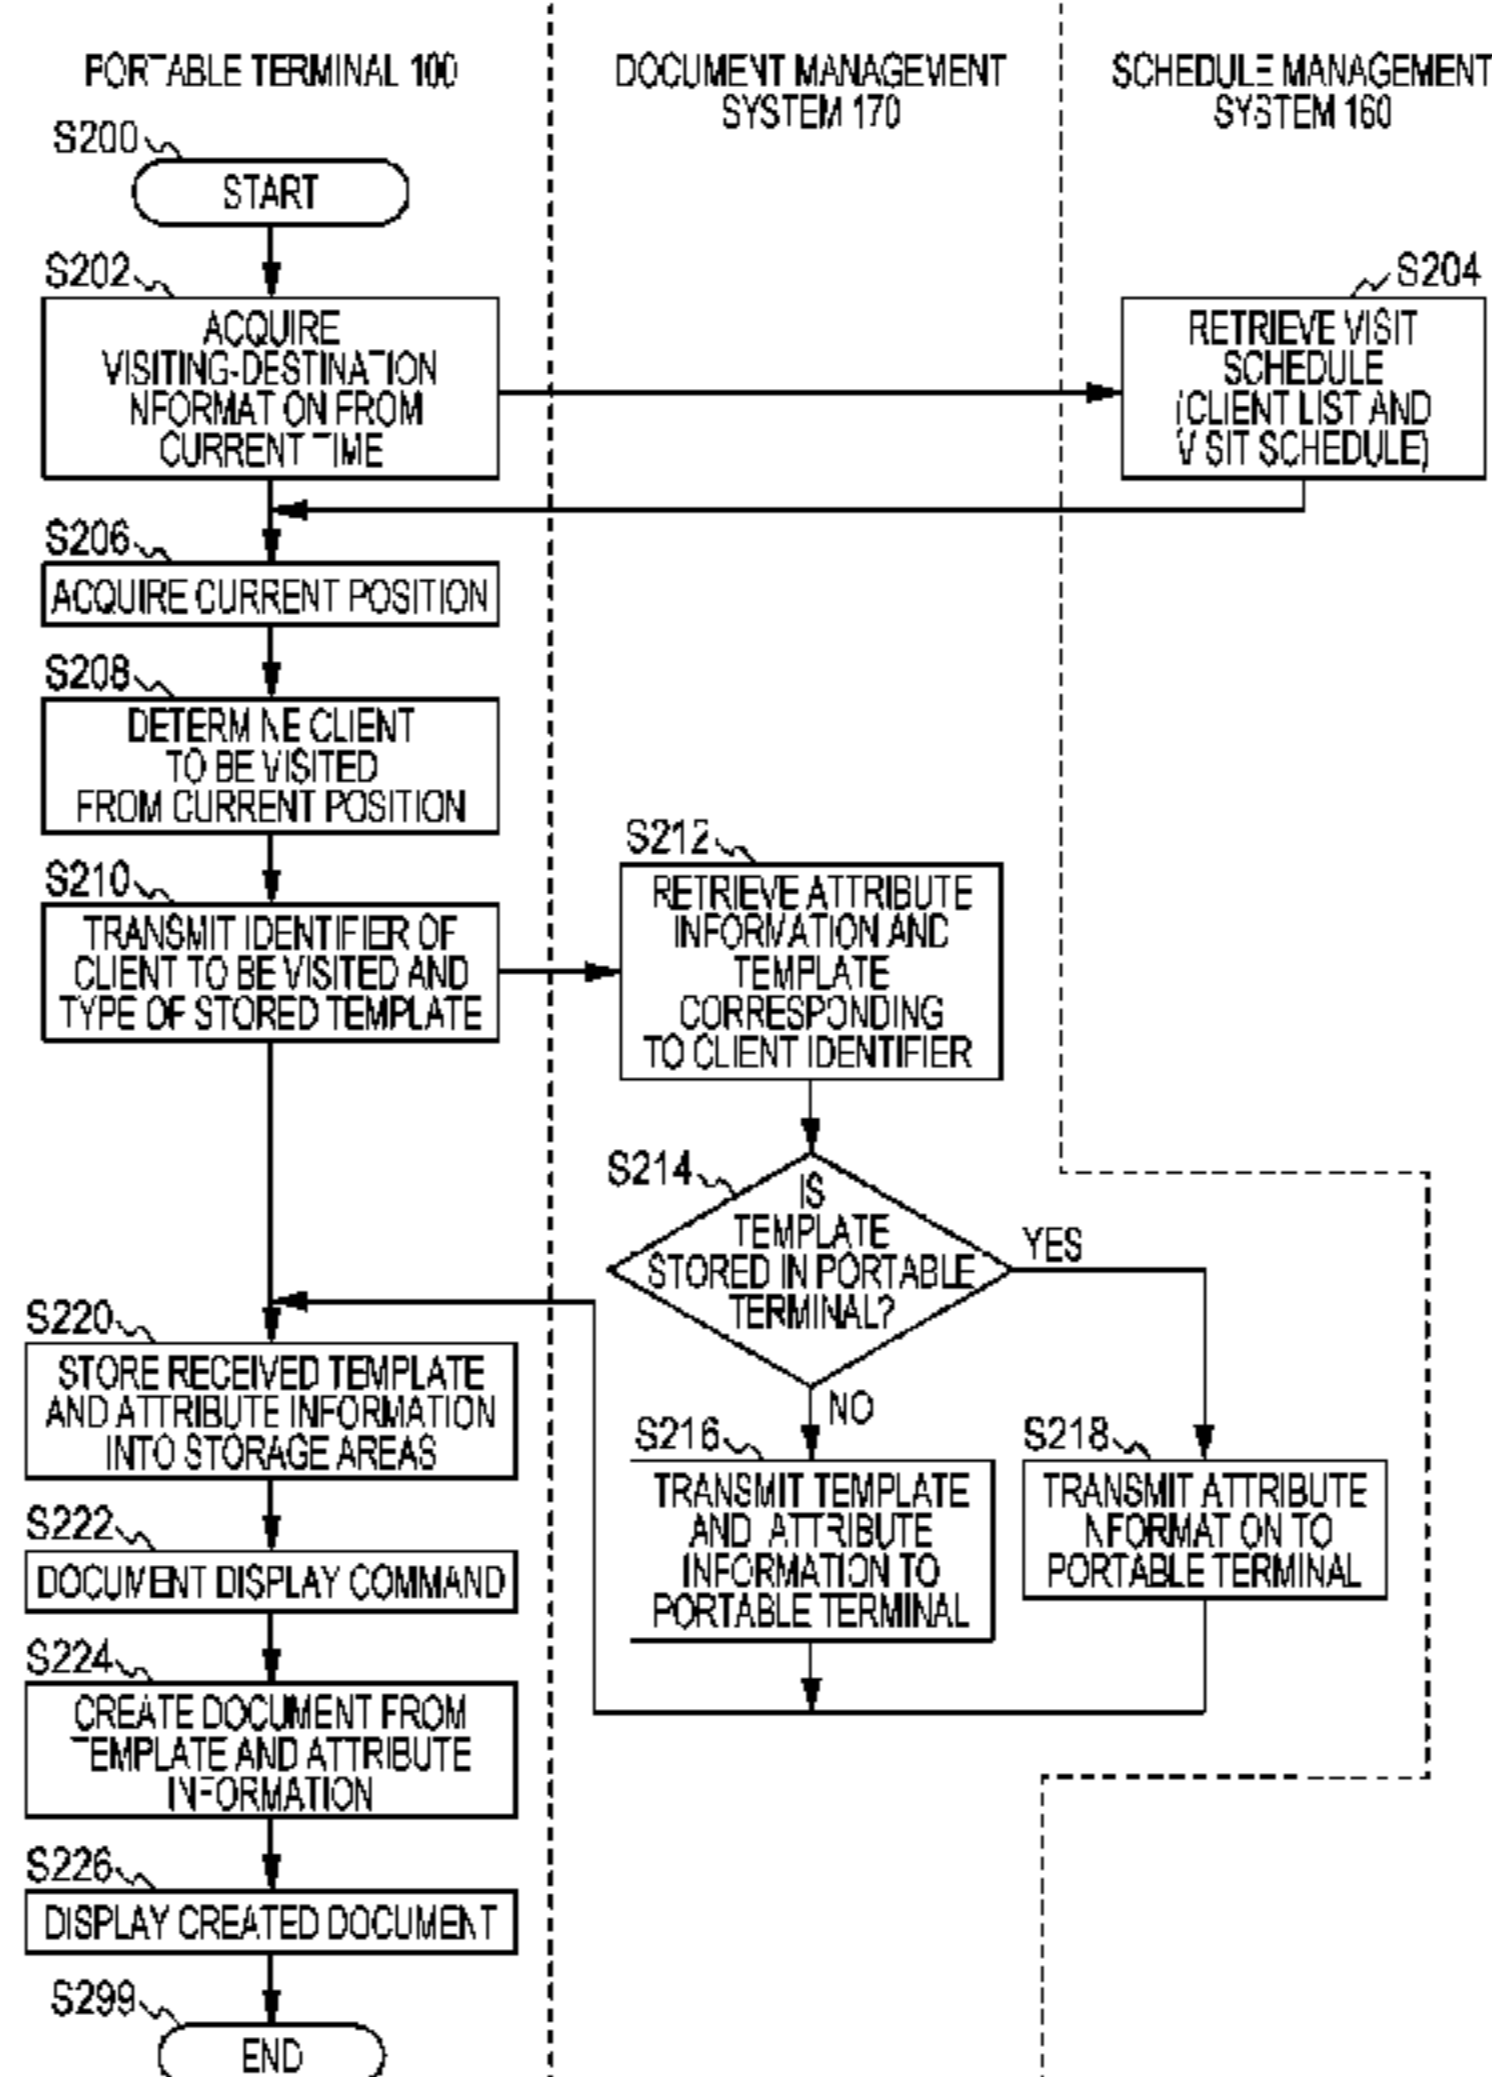 PORTABLE TERMINAL 100
DOCUMENT MANAGEMENT
SYSTEM 170
SCHEDULE MANAGEMENT
SYSTEM 160
S200
START
S202
ACQUIRE
VISITING-DESTINATION
INFORMATION FROM
CURRENT TIME
S204
RETRIEVE VISIT
SCHEDULE
(CLIENT LIST AND
VISIT SCHEDULE)
S206
ACQUIRE CURRENT POSITION
S208
DETERMINE CLIENT
TO BE VISITED
FROM CURRENT POSITION
S210
TRANSMIT IDENTIFIER OF
CLIENT TO BE VISITED AND
TYPE OF STORED TEMPLATE
S212
RETRIEVE ATTRIBUTE
INFORMATION AND
TEMPLATE
CORRESPONDING
TO CLIENT IDENTIFIER
S214
IS
TEMPLATE
STORED IN PORTABLE
TERMINAL?
YES
NO
S216
TRANSMIT TEMPLATE
AND ATTRIBUTE
INFORMATION TO
PORTABLE TERMINAL
S218
TRANSMIT ATTRIBUTE
INFORMATION TO
PORTABLE TERMINAL
S220
STORE RECEIVED TEMPLATE
AND ATTRIBUTE INFORMATION
INTO STORAGE AREAS
S222
DOCUMENT DISPLAY COMMAND
S224
CREATE DOCUMENT FROM
TEMPLATE AND ATTRIBUTE
INFORMATION
S226
DISPLAY CREATED DOCUMENT
S299
END